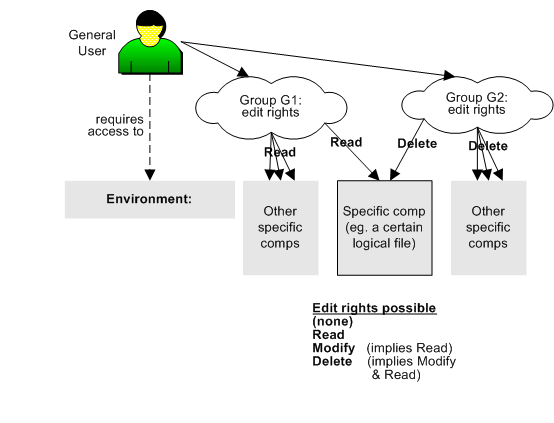 General
User
requires
access to
Environment:
Group G1:
edit rights
Group G2:
edit rights
Read
Read
Delete
Delete
Other
specific
comps
Specific comp
(eg. a certain
logical file)
Other
specific
comps
Edit rights possible
(none)
Read
Modify (implies Read)
Delete (implies Modify
& Read)